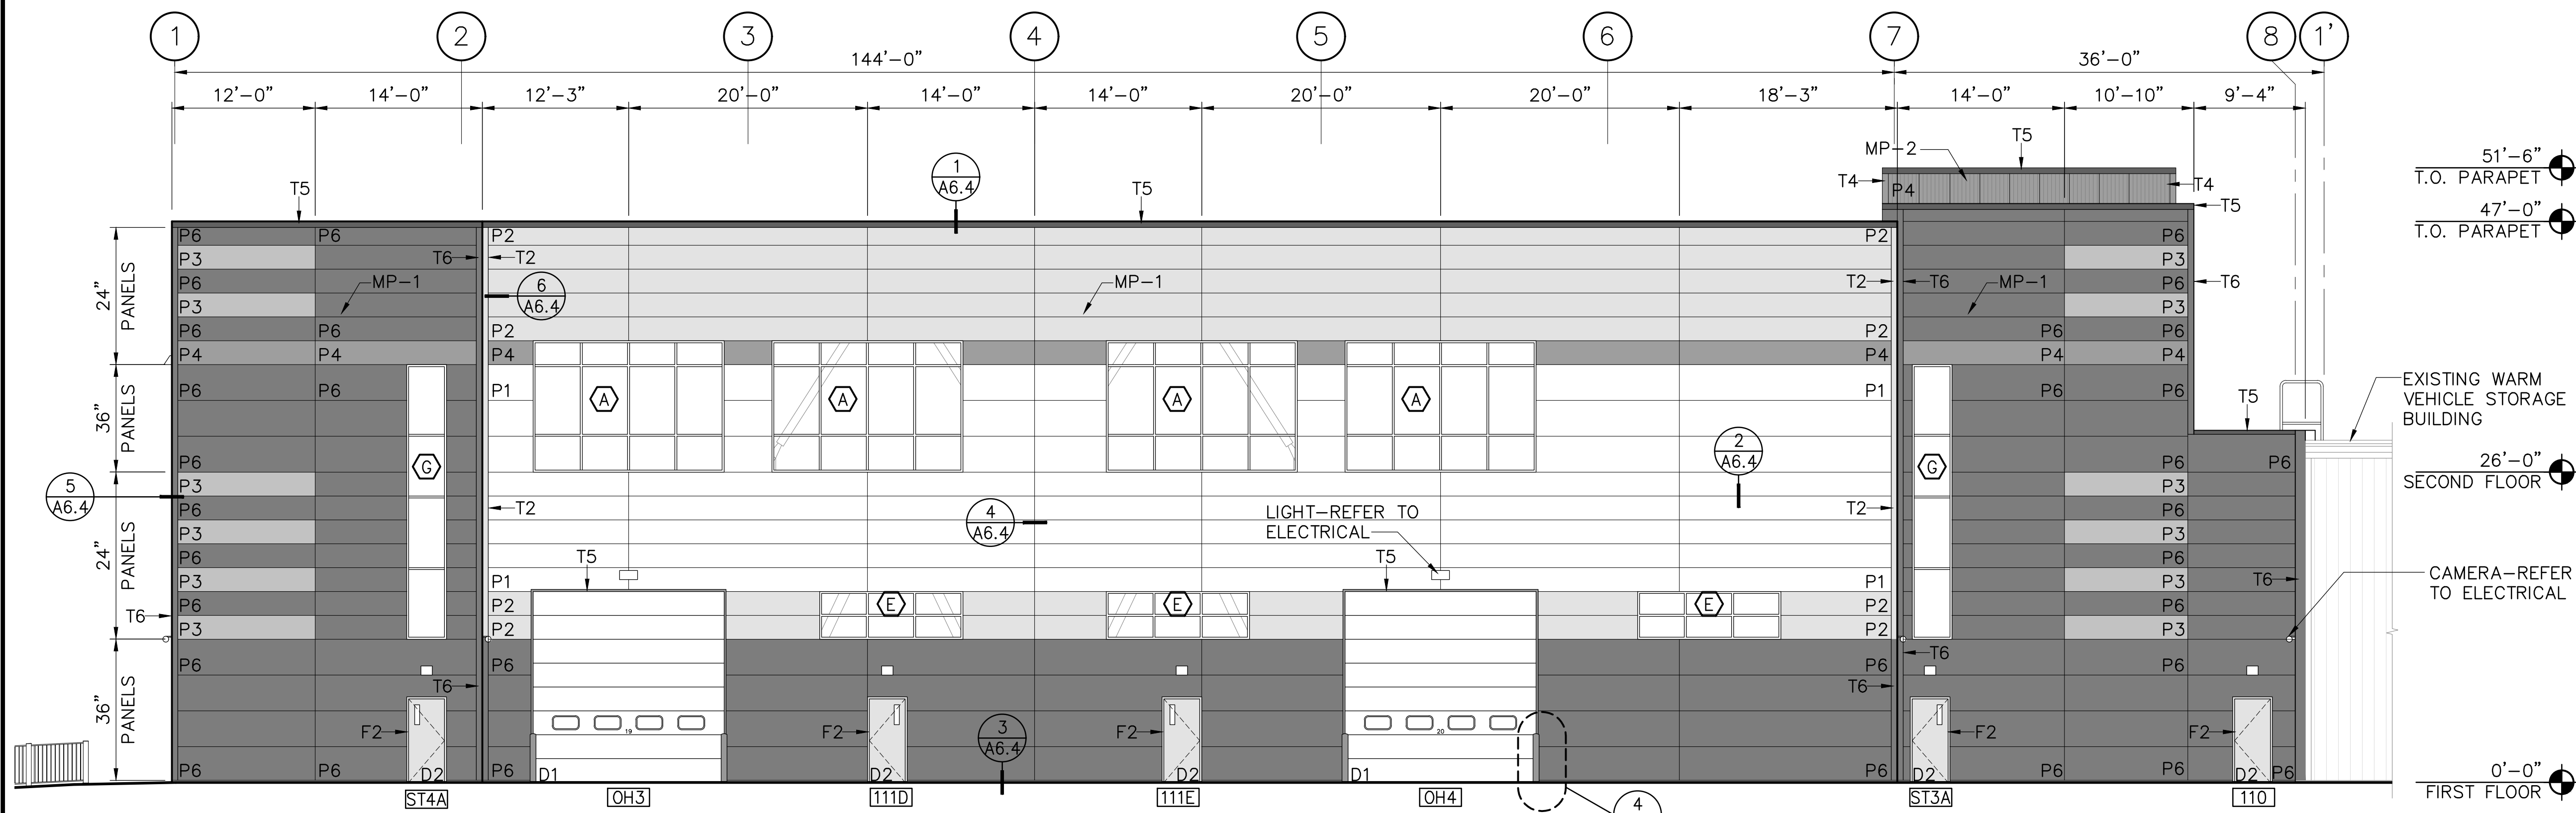 1 2 3 4 5 6 7 8 1'
144'-0" 36'-0"
12'-0" 14'-0" 12'-3" 20'-0" 14'-0" 14'-0" 20'-0" 20'-0" 18'-3" 14'-0" 10'-10" 9'-4"
T5
MP-2
51'-6"
T.O. PARAPET
1
A6.4
T5 T5 T4 P4 T4
T5
47'-0"
T.O. PARAPET
P6 P6 P2 P2 P6
P3 T6 T2 P3
24"
PANELS
P6 MP-1 6
A6.4
MP-1 T2 T6 MP-1 P6 T6
P3 P3
P6 P6 P2 P2 P6 P6
P4 P4 P4 P4 P4 P4
36"
PANELS
P6 P6 P1 A A A A P1 P6 P6
T5
EXISTING WARM
VEHICLE STORAGE
BUILDING
2
A6.4
P6 G G P6 P6
26'-0"
SECOND FLOOR
5
A6.4
P3 P3
P6 T2 T2 P6
4
A6.4
LIGHT-REFER TO
ELECTRICAL
24"
PANELS
P3 P3
P6 T5 T5 P6
P3 P1 P1 P3 T6
CAMERA-REFER
TO ELECTRICAL
P6 P2 E E E P2 P6
T6
P3 P2 P2 P3
P6 P6 P6 T6 P6
T6 T6
36"
PANELS
F2 19 F2 3
A6.4
F2 20 F2 F2
P6 P6 D2 P6 D1 D2 D2 D1 P6 D2 P6 P6 D2 P6
0'-0"
FIRST FLOOR
ST4A OH3 111D 111E OH4 ST3A 110
4